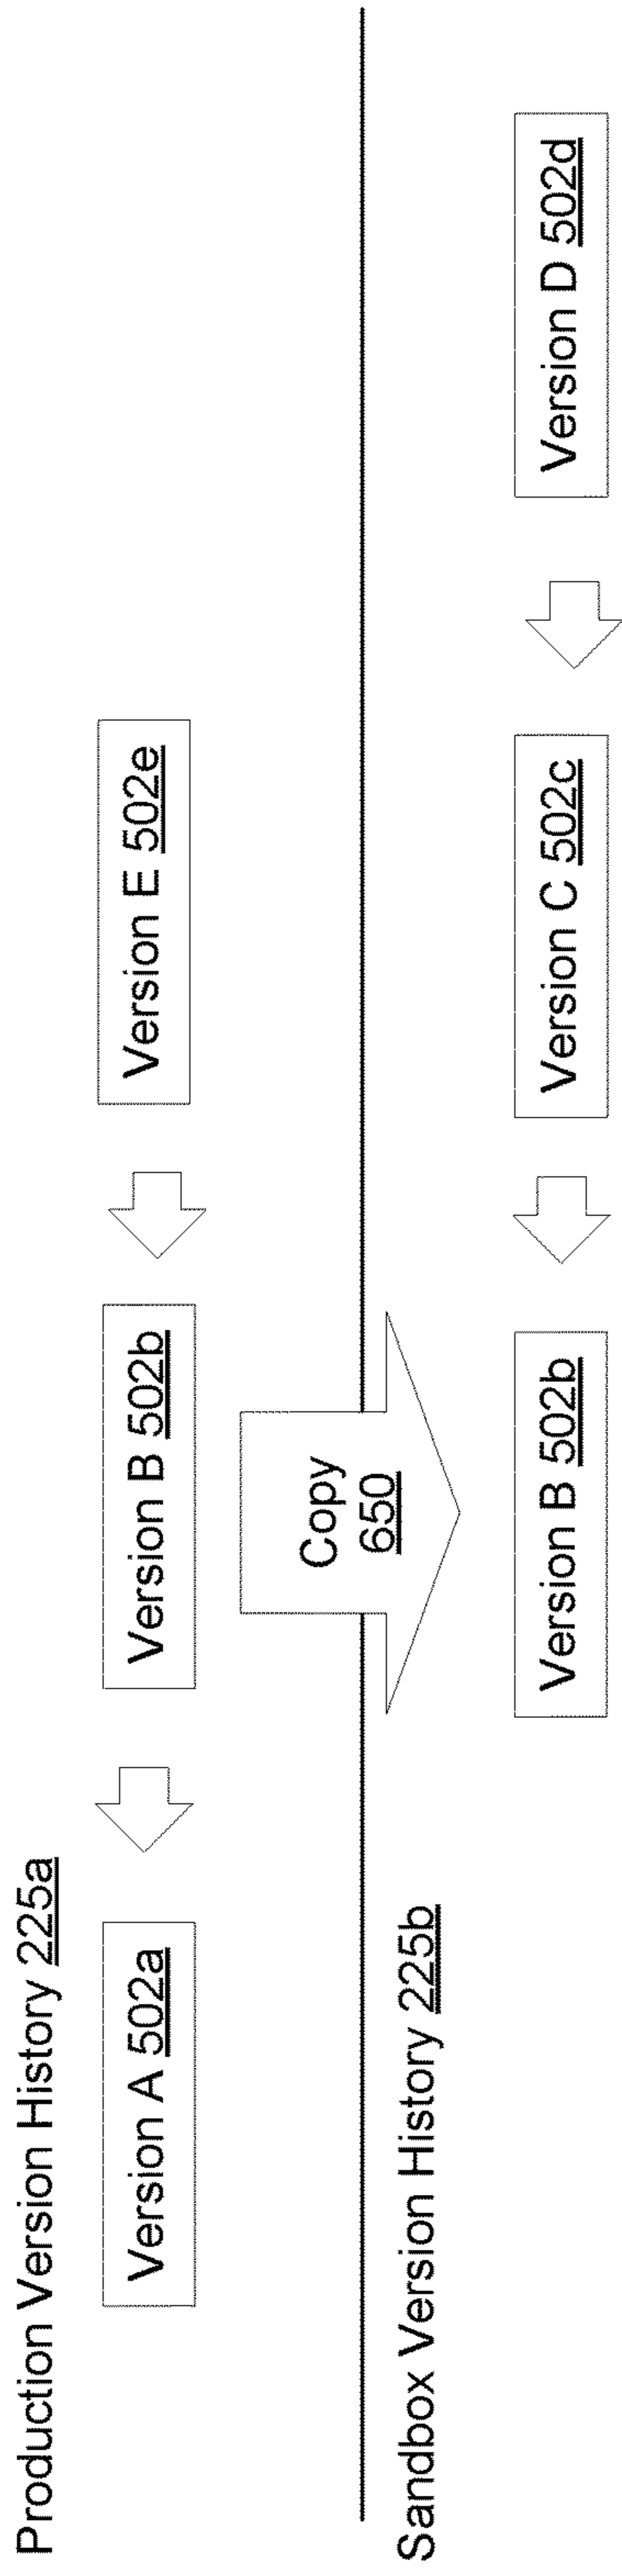 Production Version History 225a
Version A 502a
Version B 502b
Version E 502e
Copy
650
Sandbox Version History 225b
Version B 502b
Version C 502c
Version D 502d